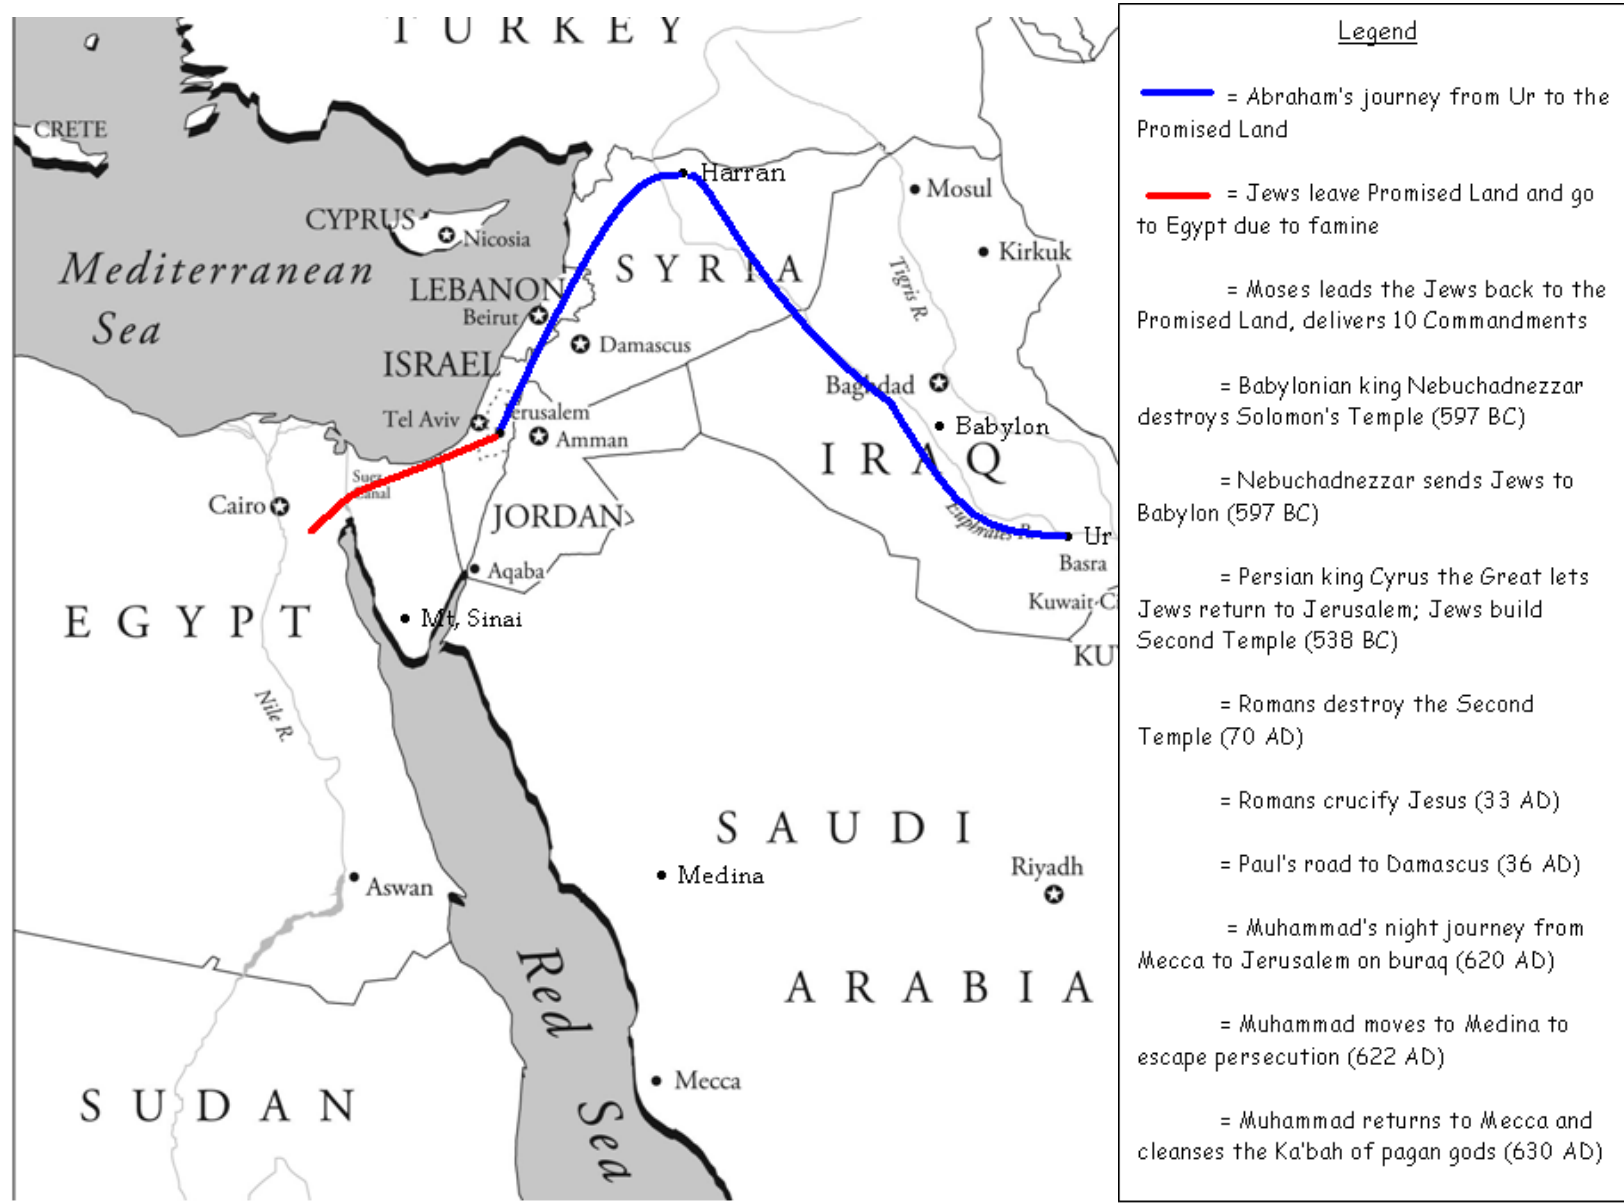 TURKEY
CRETE
Harran
Mosul
CYPRUS
Nicosia
Kirkuk
Mediterranean
Sea
SYRIA
Tigris R.
LEBANON
Beirut
Damascus
ISRAEL
Baghdad
Tel Aviv
Jerusalem
Amman
Babylon
IRAQ
Suez
Canal
Cairo
JORDAN
Euphrates R.
Ur
Basra
Aqaba
Kuwait C
EGYPT
Mt, Sinai
KU
Nile R.
SAUDI
Medina
Riyadh
Aswan
Red
Sea
ARABIA
Mecca
SUDAN
Legend
= Abraham's journey from Ur to the
Promised Land
= Jews leave Promised Land and go
to Egypt due to famine
= Moses leads the Jews back to the
Promised Land, delivers 10 Commandments
= Babylonian king Nebuchadnezzar
destroys Solomon's Temple (597 BC)
= Nebuchadnezzar sends Jews to
Babylon (597 BC)
= Persian king Cyrus the Great lets
Jews return to Jerusalem; Jews build
Second Temple (538 BC)
= Romans destroy the Second
Temple (70 AD)
= Romans crucify Jesus (33 AD)
= Paul's road to Damascus (36 AD)
= Muhammad's night journey from
Mecca to Jerusalem on buraq (620 AD)
= Muhammad moves to Medina to
escape persecution (622 AD)
= Muhammad returns to Mecca and
cleanses the Ka'bah of pagan gods (630 AD)